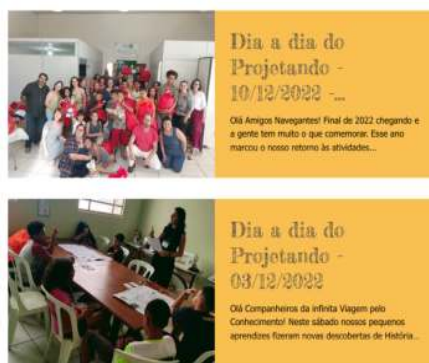 Dia a dia do
Projetando -
10/12/2022 -...
Olá Amigos Navegantes! Final de 2022 chegando e
a gente tem muito o que comemorar. Esse ano
marcou o nosso retorno às atividades...
Dia a dia do
Projetando -
03/12/2022
Olá Companheiros da infinita Viagem pelo
Conhecimento! Neste sábado nossos pequenos
aprendizes fizeram novas descobertas de História...